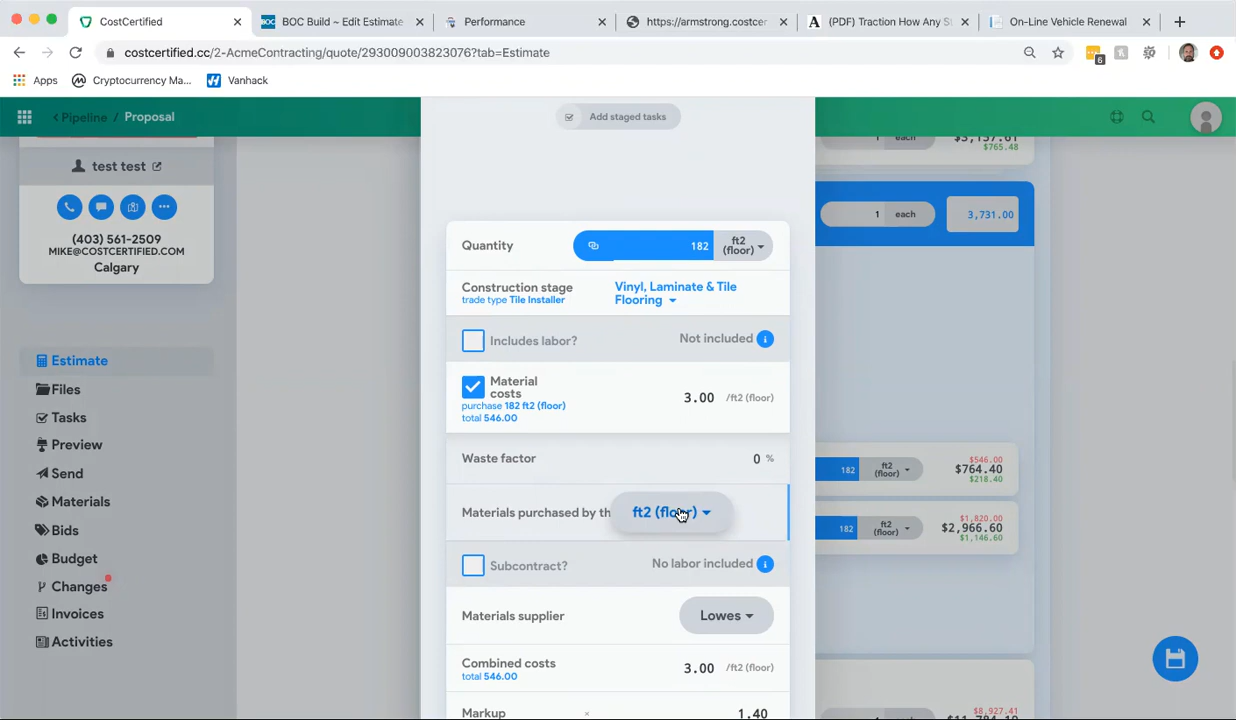 CostCertified
BOC Build ~ Edit Estimate
Performance
https://armstrong.costcer
(PDF) Traction How Any S
On-Line Vehicle Renewal
costcertified.cc/2-AcmeContracting/quote/293009003823076?tab=Estimate
6
Apps
Cryptocurrency Ma...
Vanhack
< Pipeline / Proposal
Add staged tasks
1
each
$3,157.61
$765.48
test test
(403) 561-2509
MIKE@COSTCERTIFIED.COM
Calgary
1
each
3,731.00
Quantity
182
ft2
(floor)
Construction stage
trade type Tile Installer
Vinyl, Laminate & Tile
Flooring
Includes labor?
Not included
Material
costs
purchase 182 ft2 (floor)
total 546.00
3.00
/ft2 (floor)
Waste factor
0 %
Materials purchased by th
ft2 (floor)
Subcontract?
No labor included
Materials supplier
Lowes
Combined costs
total 546.00
3.00
/ft2 (floor)
Markup
×
1.40
Estimate
Files
Tasks
Preview
Send
Materials
Bids
Budget
Changes
Invoices
Activities
182
ft2
(floor)
$546.00
$764.40
$218.40
182
ft2
(floor)
$1,820.00
$2,966.60
$1,146.60
$8,927.41